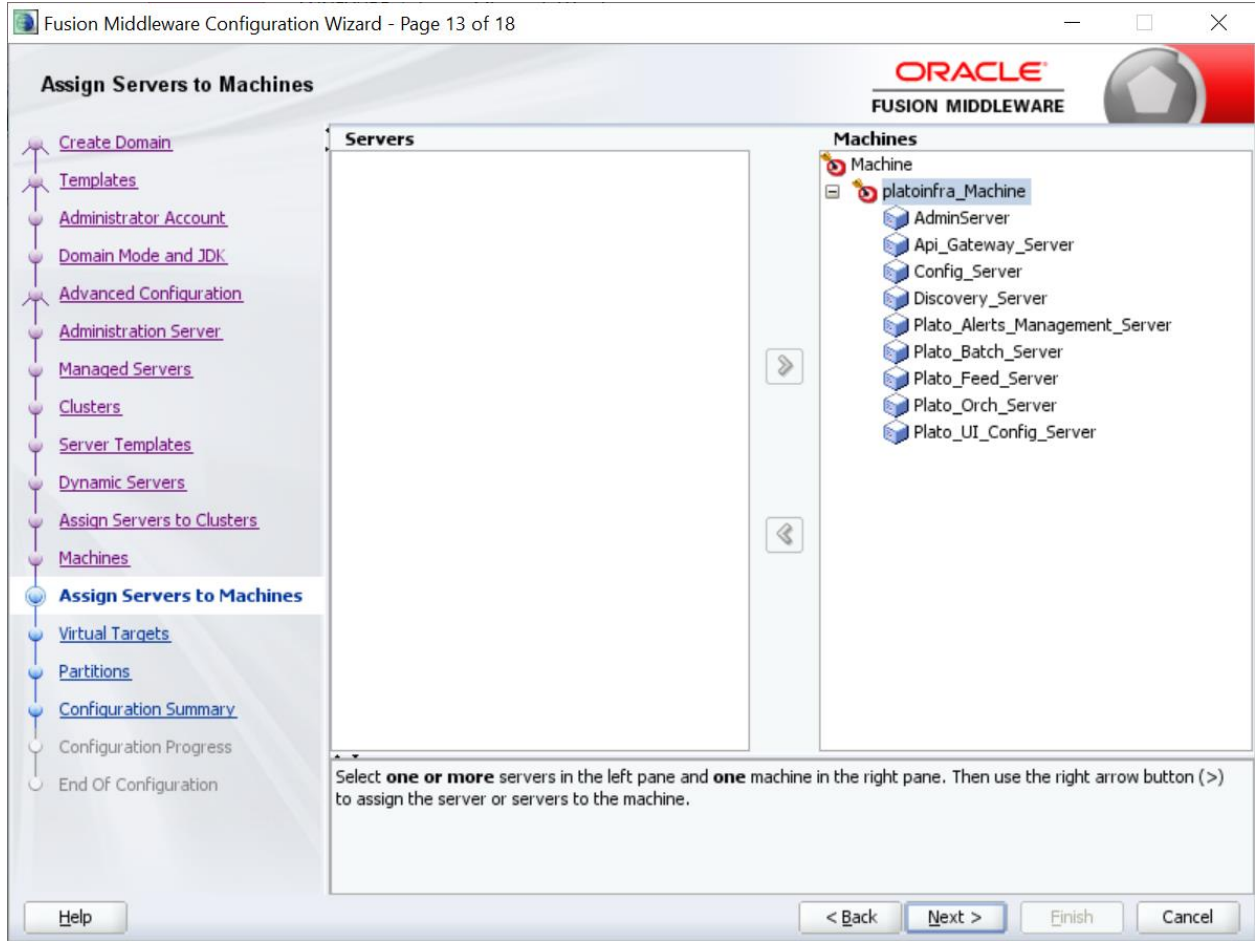 Fusion Middleware Configuration Wizard - Page 13 of 18
Assign Servers to Machines
ORACLE
FUSION MIDDLEWARE
Create Domain
Templates
Administrator Account
Domain Mode and JDK
Advanced Configuration
Administration Server
Managed Servers
Clusters
Server Templates
Dynamic Servers
Assign Servers to Clusters
Machines
Assign Servers to Machines
Virtual Targets
Partitions
Configuration Summary
Configuration Progress
End Of Configuration
Servers
Machines
Machine
platoinfra_Machine
AdminServer
Api_Gateway_Server
Config_Server
Discovery_Server
Plato_Alerts_Management_Server
Plato_Batch_Server
Plato_Feed_Server
Plato_Orch_Server
Plato_UI_Config_Server
Select one or more servers in the left pane and one machine in the right pane. Then use the right arrow button (>)
to assign the server or servers to the machine.
Help
< Back
Next >
Finish
Cancel